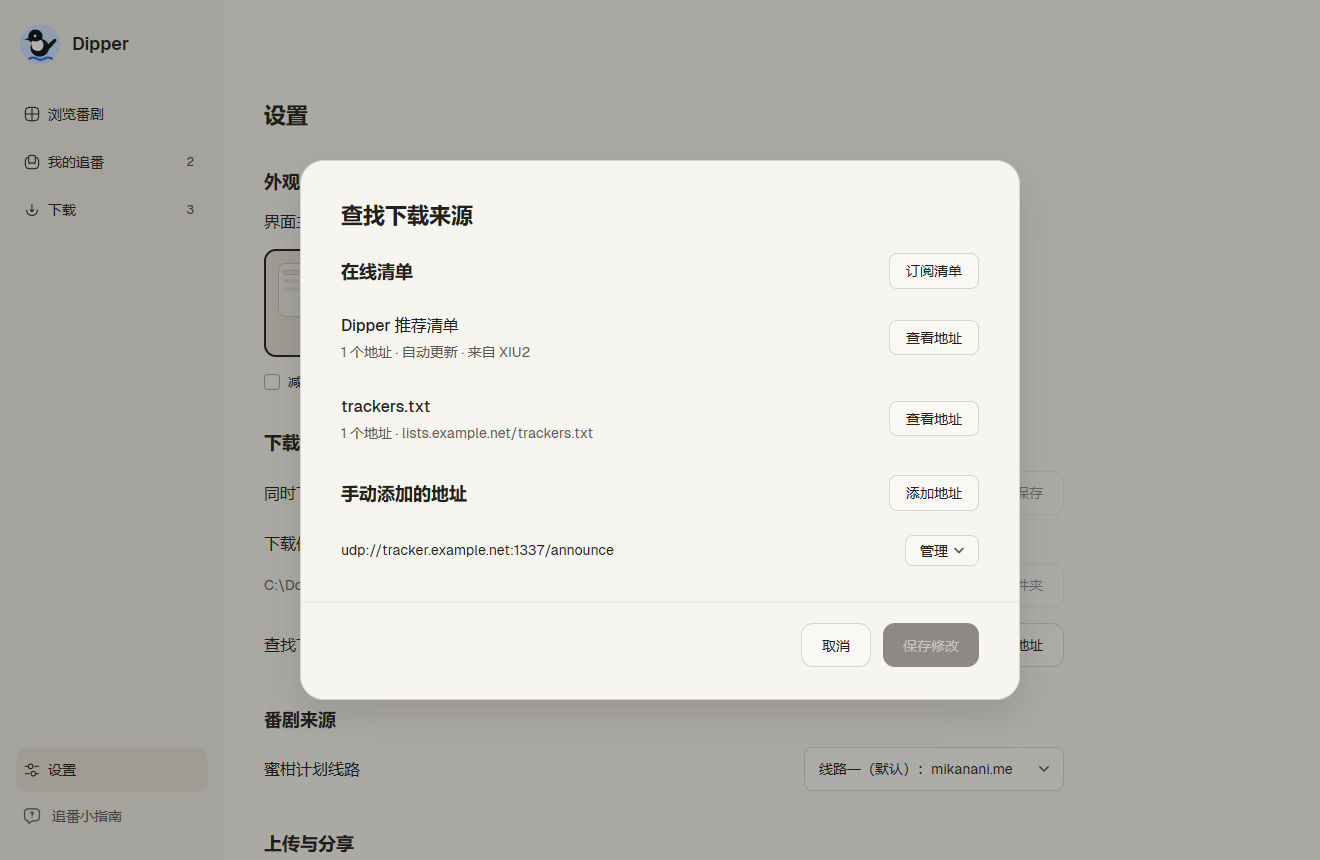 Dipper
浏览番剧
我的追番 2
下载 3
设置
追番小指南
设置
外观
界面
下载
同时
保存
下载
C:\Do
件夹
查找
地址
番剧来源
蜜柑计划线路
线路一（默认）：mikanani.me
上传与分享
查找下载来源
在线清单
订阅清单
Dipper 推荐清单
1 个地址 · 自动更新 · 来自 XIU2
查看地址
trackers.txt
1 个地址 · lists.example.net/trackers.txt
查看地址
手动添加的地址
添加地址
udp://tracker.example.net:1337/announce
管理
取消
保存修改